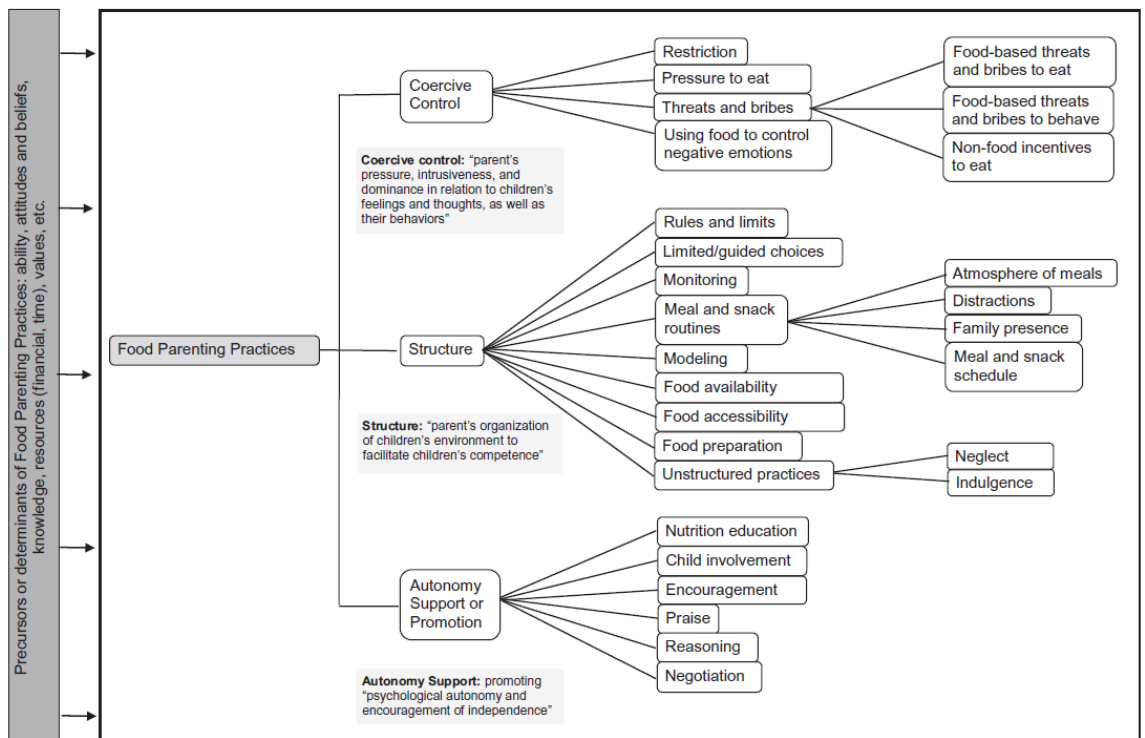 Precursors or determinants of Food Parenting Practices: ability, attitudes and beliefs,
knowledge, resources (financial, time), values, etc.
Food Parenting Practices
Coercive
Control
Coercive control: “parent’s
pressure, intrusiveness, and
dominance in relation to children’s
feelings and thoughts, as well as
their behaviors”
Restriction
Pressure to eat
Threats and bribes
Using food to control
negative emotions
Food-based threats
and bribes to eat
Food-based threats
and bribes to behave
Non-food incentives
to eat
Structure
Structure: “parent’s organization
of children’s environment to
facilitate children’s competence”
Rules and limits
Limited/guided choices
Monitoring
Meal and snack
routines
Modeling
Food availability
Food accessibility
Food preparation
Unstructured practices
Atmosphere of meals
Distractions
Family presence
Meal and snack
schedule
Neglect
Indulgence
Autonomy
Support or
Promotion
Autonomy Support: promoting
“psychological autonomy and
encouragement of independence”
Nutrition education
Child involvement
Encouragement
Praise
Reasoning
Negotiation